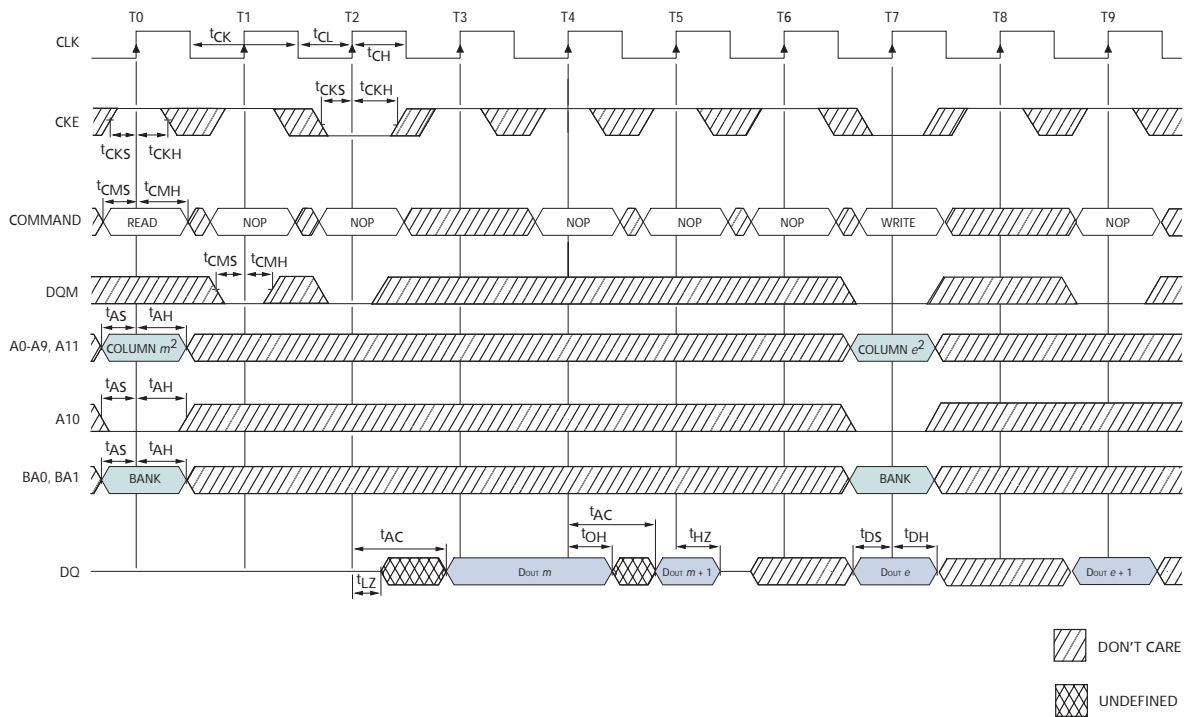 T0 T1 T2 T3 T4 T5 T6 T7 T8 T9
CLK
tCK tCL tCH
tCKS tCKH
CKE
tCKS tCKH
tCMS tCMH
COMMAND READ NOP NOP NOP NOP NOP WRITE NOP
tCMS tCMH
DQM
tAS tAH
A0-A9, A11 COLUMN m2 COLUMN e2
tAS tAH
A10
tAS tAH
BA0, BA1 BANK BANK
tAC
tAC tOH tHZ tDS tDH
DQ DOUT m DOUT m + 1 DOUT e DOUT e + 1
tLZ
DON'T CARE
UNDEFINED